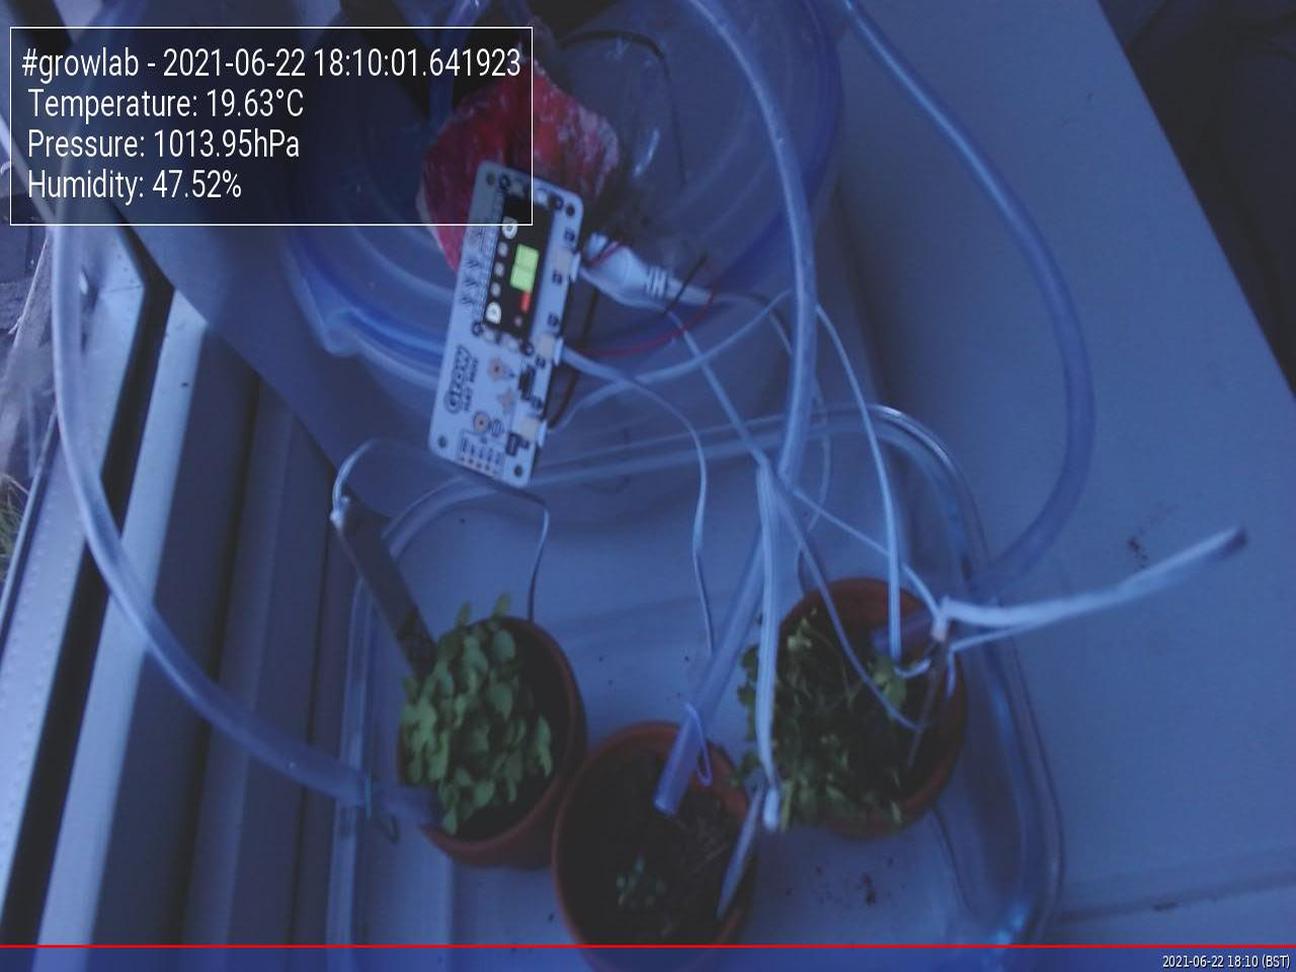 #growlab - 2021-06-22 18:10:01.641923
Temperature: 19.63°C
Pressure: 1013.95hPa
Humidity: 47.52%
GROW
2021-06-22 18:10 (BST)